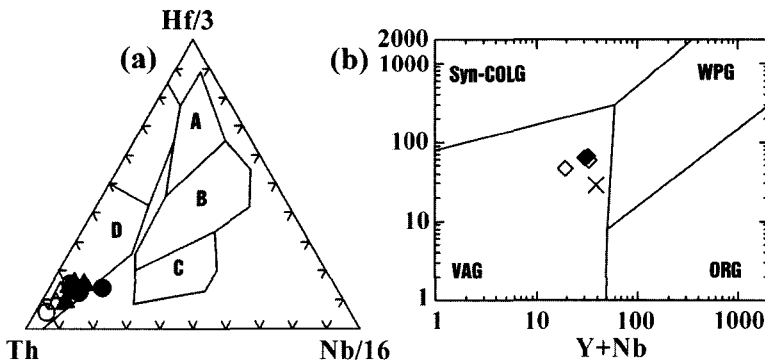 Hf/3
(a)
A
B
C
D
Th
Nb/16
(b)
2000
1000
100
10
1
Syn-COLG
WPG
VAG
ORG
1
10
100
1000
Y+Nb